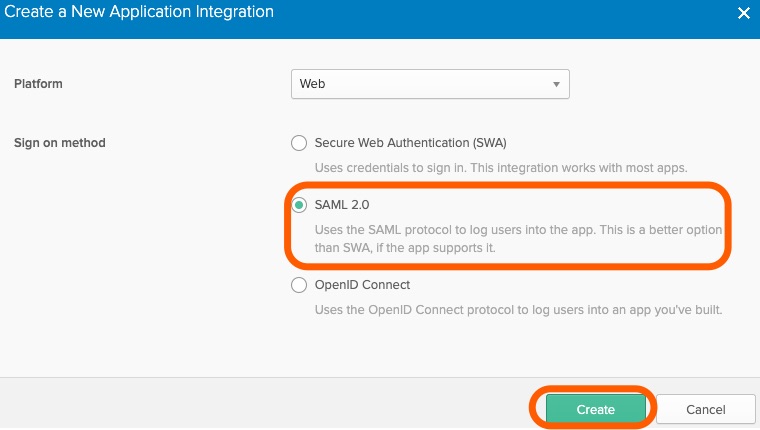 Create a New Application Integration
Platform
Web
Sign on method
Secure Web Authentication (SWA)
Uses credentials to sign in. This integration works with most apps.
SAML 2.0
Uses the SAML protocol to log users into the app. This is a better option
than SWA, if the app supports it.
OpenID Connect
Uses the OpenID Connect protocol to log users into an app you've built.
Create
Cancel